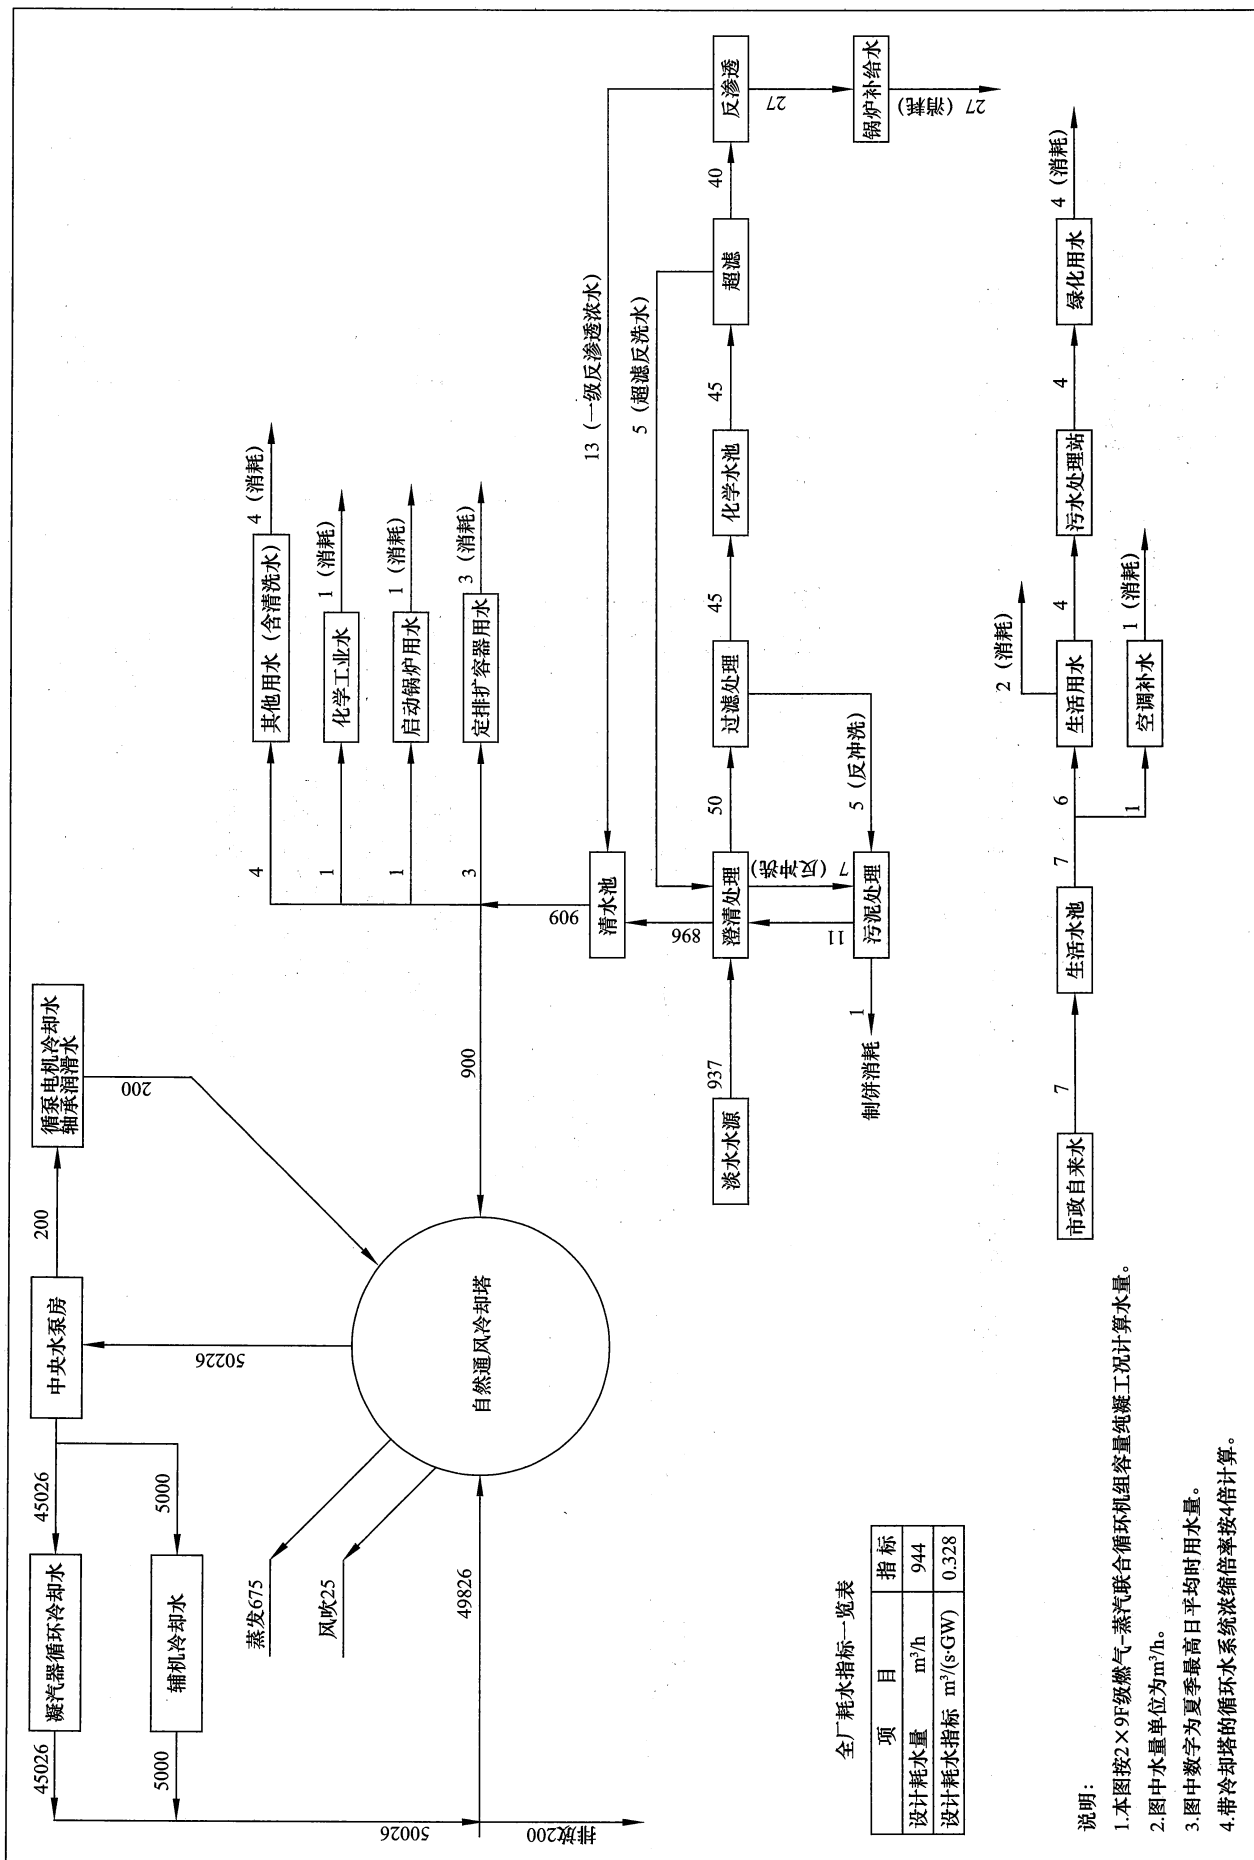 凝汽器循环冷却水
45026
45026
中央水泵房
200
循泵电机冷却水
轴承润滑水
200
辅机冷却水
5000
5000
50226
蒸发675
风吹25
自然通风冷却塔
49826
50026
排放200
900
909
4
其他用水（含清洗水）
4（消耗）
1
化学工业水
1（消耗）
1
启动锅炉用水
1（消耗）
3
定排扩容器用水
3（消耗）
清水池
13（一级反渗透浓水）
896
5（超滤反洗水）
淡水水源
937
澄清处理
50
过滤处理
45
化学水池
45
超滤
40
反渗透
27
锅炉补给水
27（消耗）
7（反冲洗）
11
5（反冲洗）
污泥处理
1
制饼消耗
市政自来水
7
生活水池
7
6
生活用水
2（消耗）
4
污水处理站
4
绿化用水
4（消耗）
1
空调补水
1（消耗）
全厂耗水指标一览表
项 目 指标
设计耗水量 m³/h 944
设计耗水指标 m³/(s·GW) 0.328
说明：
1.本图按2×9F级燃气-蒸汽联合循环机组容量纯凝工况计算水量。
2.图中水量单位为m³/h。
3.图中数字为夏季最高日平均时用水量。
4.带冷却塔的循环水系统浓缩倍率按4倍计算。